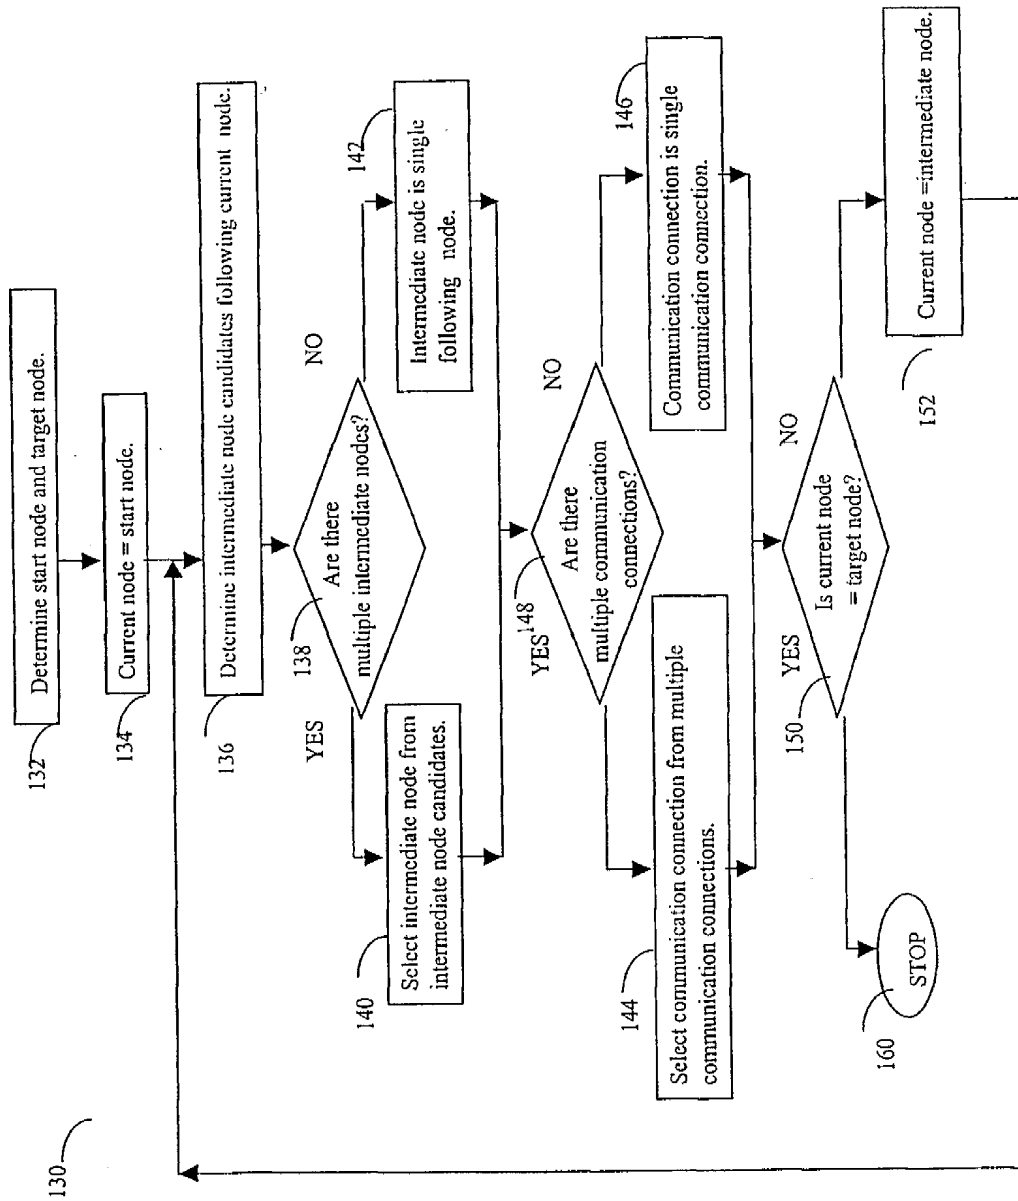 130
132
Determine start node and target node.
134
Current node = start node.
136
Determine intermediate node candidates following current node.
138
Are there
multiple intermediate nodes?
YES
NO
140
Select intermediate node from
intermediate node candidates.
142
Intermediate node is single
following node.
148
Are there
multiple communication
connections?
YES
NO
144
Select communication connection from multiple
communication connections.
146
Communication connection is single
communication connection.
150
Is current node
= target node?
YES
NO
160
STOP
152
Current node =intermediate node.